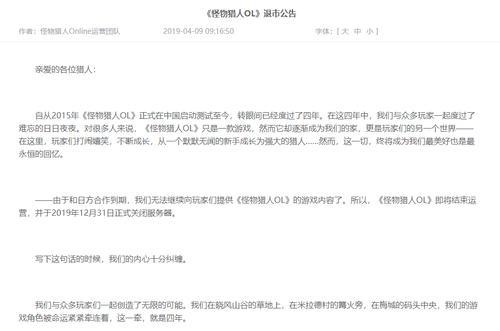 《怪物猎人OL》退市公告
作者：怪物猎人Online运营团队 2019-04-09 09:16:50 字体：[ 大 中 小 ]
亲爱的各位猎人：
自从2015年《怪物猎人OL》正式在中国启动测试至今，转眼间已经度过了四年。在这四年中，我们与众多玩家一起度过了
难忘的日日夜夜。对很多人来说，《怪物猎人OL》只是一款游戏，然而它却逐渐成为我们的家，更是玩家们的另一个世界——
在这里，玩家们打闹嬉笑，不断成长，从一个默默无闻的新手成长为强大的猎人……然而，这一切，终将成为我们最美好也是最
永恒的回忆。
——由于和日方合作到期，我们无法继续向玩家们提供《怪物猎人OL》的游戏内容了。所以，《怪物猎人OL》即将结束运
营，并于2019年12月31日正式关闭服务器。
写下这句话的时候，我们的内心十分纠缠。
我们与众多玩家一起创造了无限的可能。我们在晓风山谷的草地上，在米拉德村的篝火旁，在梅城的码头中央，我们的游
戏角色被命运紧紧牵连着，这一牵，就是四年。